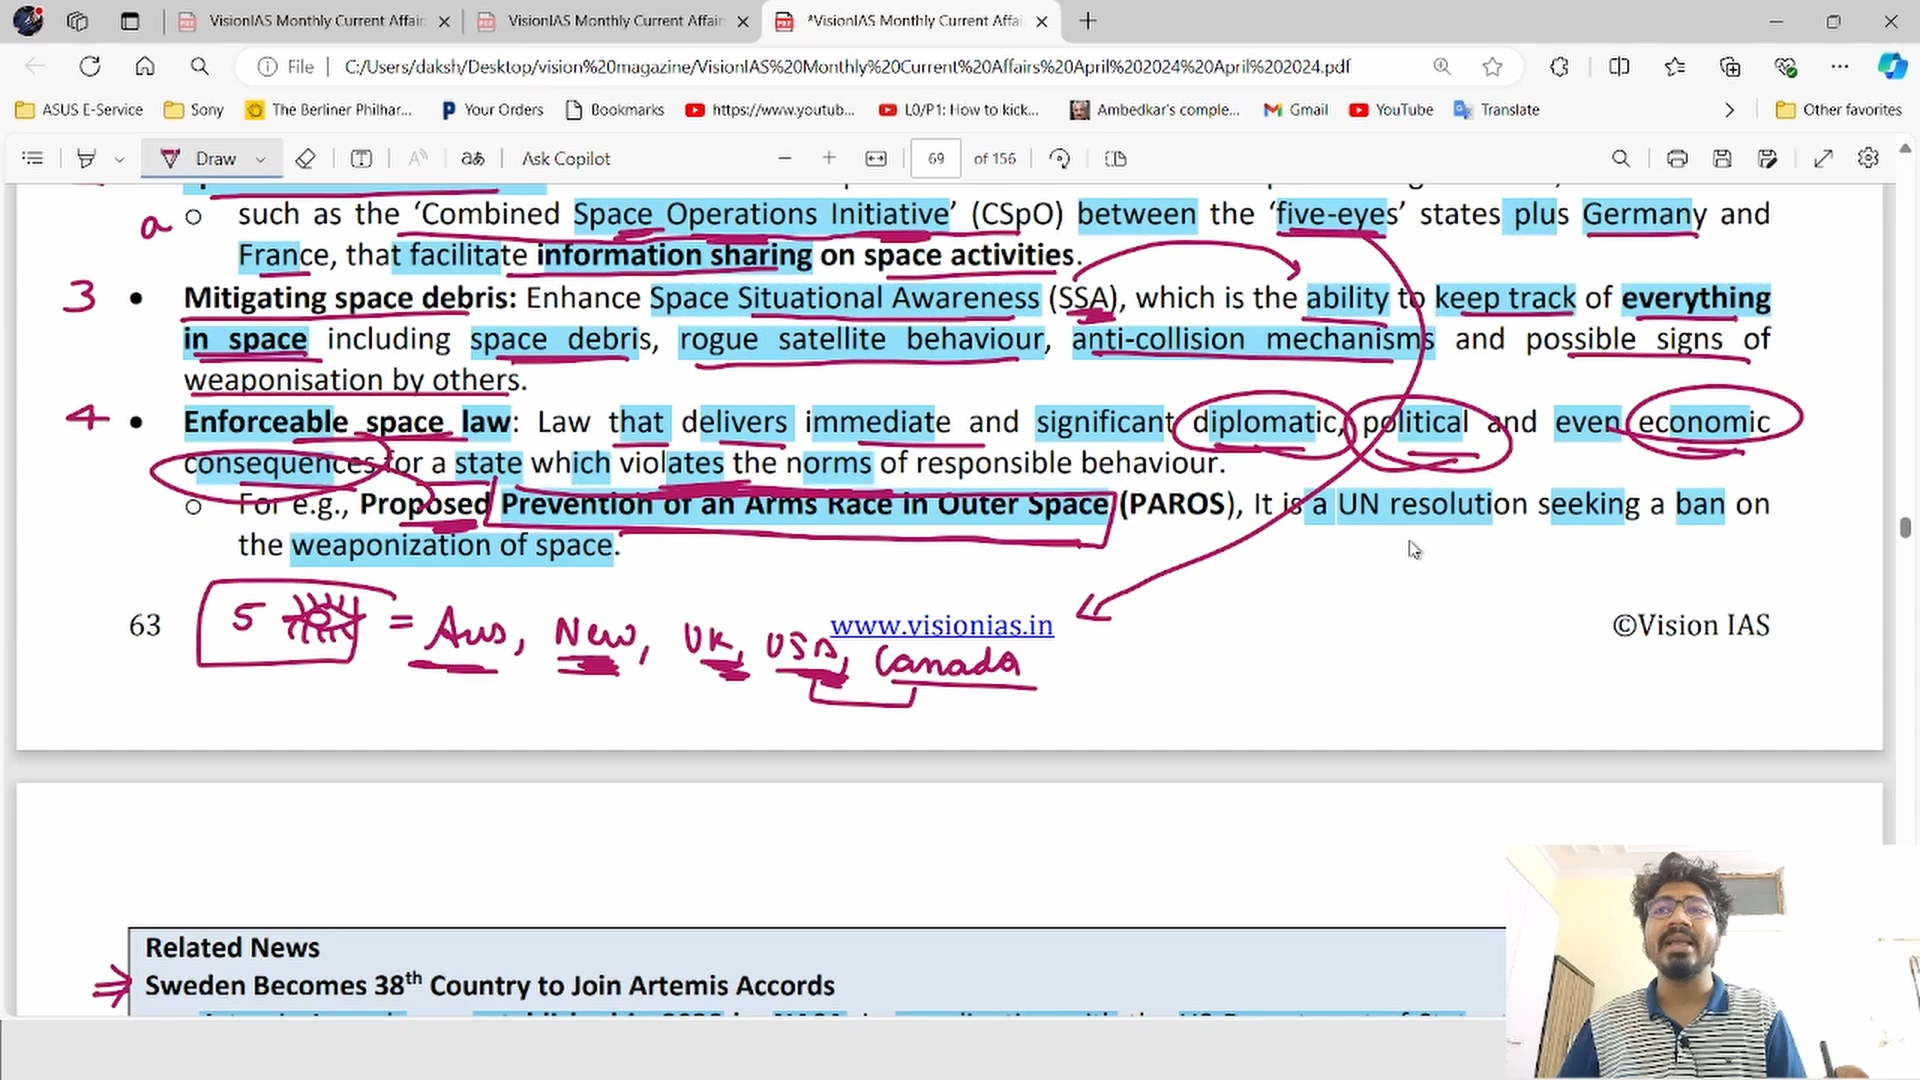 VisionIAS Monthly Current Affair
VisionIAS Monthly Current Affair
*VisionIAS Monthly Current Affai
File
C:/Users/daksh/Desktop/vision%20magazine/VisionIAS%20Monthly%20Current%20Affairs%20April%202024%20April%202024.pdf
ASUS E-Service
Sony
The Berliner Philhar...
Your Orders
Bookmarks
https://www.youtub...
L0/P1: How to kick...
Ambedkar's comple...
Gmail
YouTube
Translate
Other favorites
Draw
Ask Copilot
69
of 156
a
such as the ‘Combined Space Operations Initiative’ (CSpO) between the ‘five-eyes’ states plus Germany and
France, that facilitate information sharing on space activities.
3
• Mitigating space debris: Enhance Space Situational Awareness (SSA), which is the ability to keep track of everything
in space including space debris, rogue satellite behaviour, anti-collision mechanisms and possible signs of
weaponisation by others.
4
• Enforceable space law: Law that delivers immediate and significant diplomatic, political and even economic
consequences for a state which violates the norms of responsible behaviour.
For e.g., Proposed Prevention of an Arms Race in Outer Space (PAROS), It is a UN resolution seeking a ban on
the weaponization of space.
63
5 = Aus, New, UK, USA, Canada
www.visionias.in
©Vision IAS
Related News
Sweden Becomes 38th Country to Join Artemis Accords